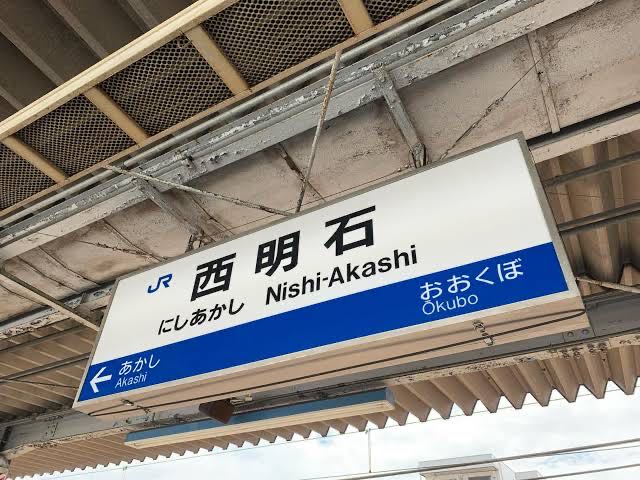 JR 西明石
にしあかし Nishi-Akashi
← あかし
Akashi
おおくぼ
Ōkubo